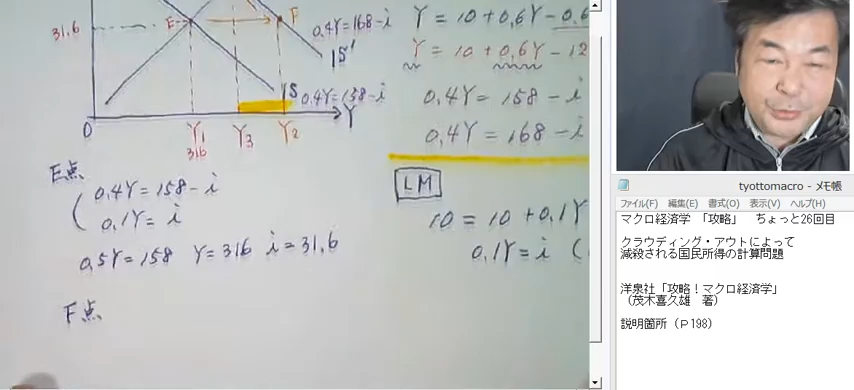 31.6
E
F
0.4Y=168-i
IS'
IS
0.4Y=138-i
0
Y1
316
Y3
Y2
Y
E点
0.4Y=158-i
0.1Y=i
0.5Y=158 Y=316 i=31.6
F点
Y=10+0.6Y-0.6
Y=10+0.6Y-12
0.4Y=158-i
0.4Y=168-i
LM
10=10+0.1Y
0.1Y=i (
tyottomacro - メモ帳
ファイル(F) 編集(E) 書式(O) 表示(V) ヘルプ(H)
マクロ経済学 「攻略」 ちょっと26回目
クラウディング・アウトによって
減殺される国民所得の計算問題
洋泉社「攻略!マクロ経済学」
(茂木喜久雄 著)
説明箇所(P198)